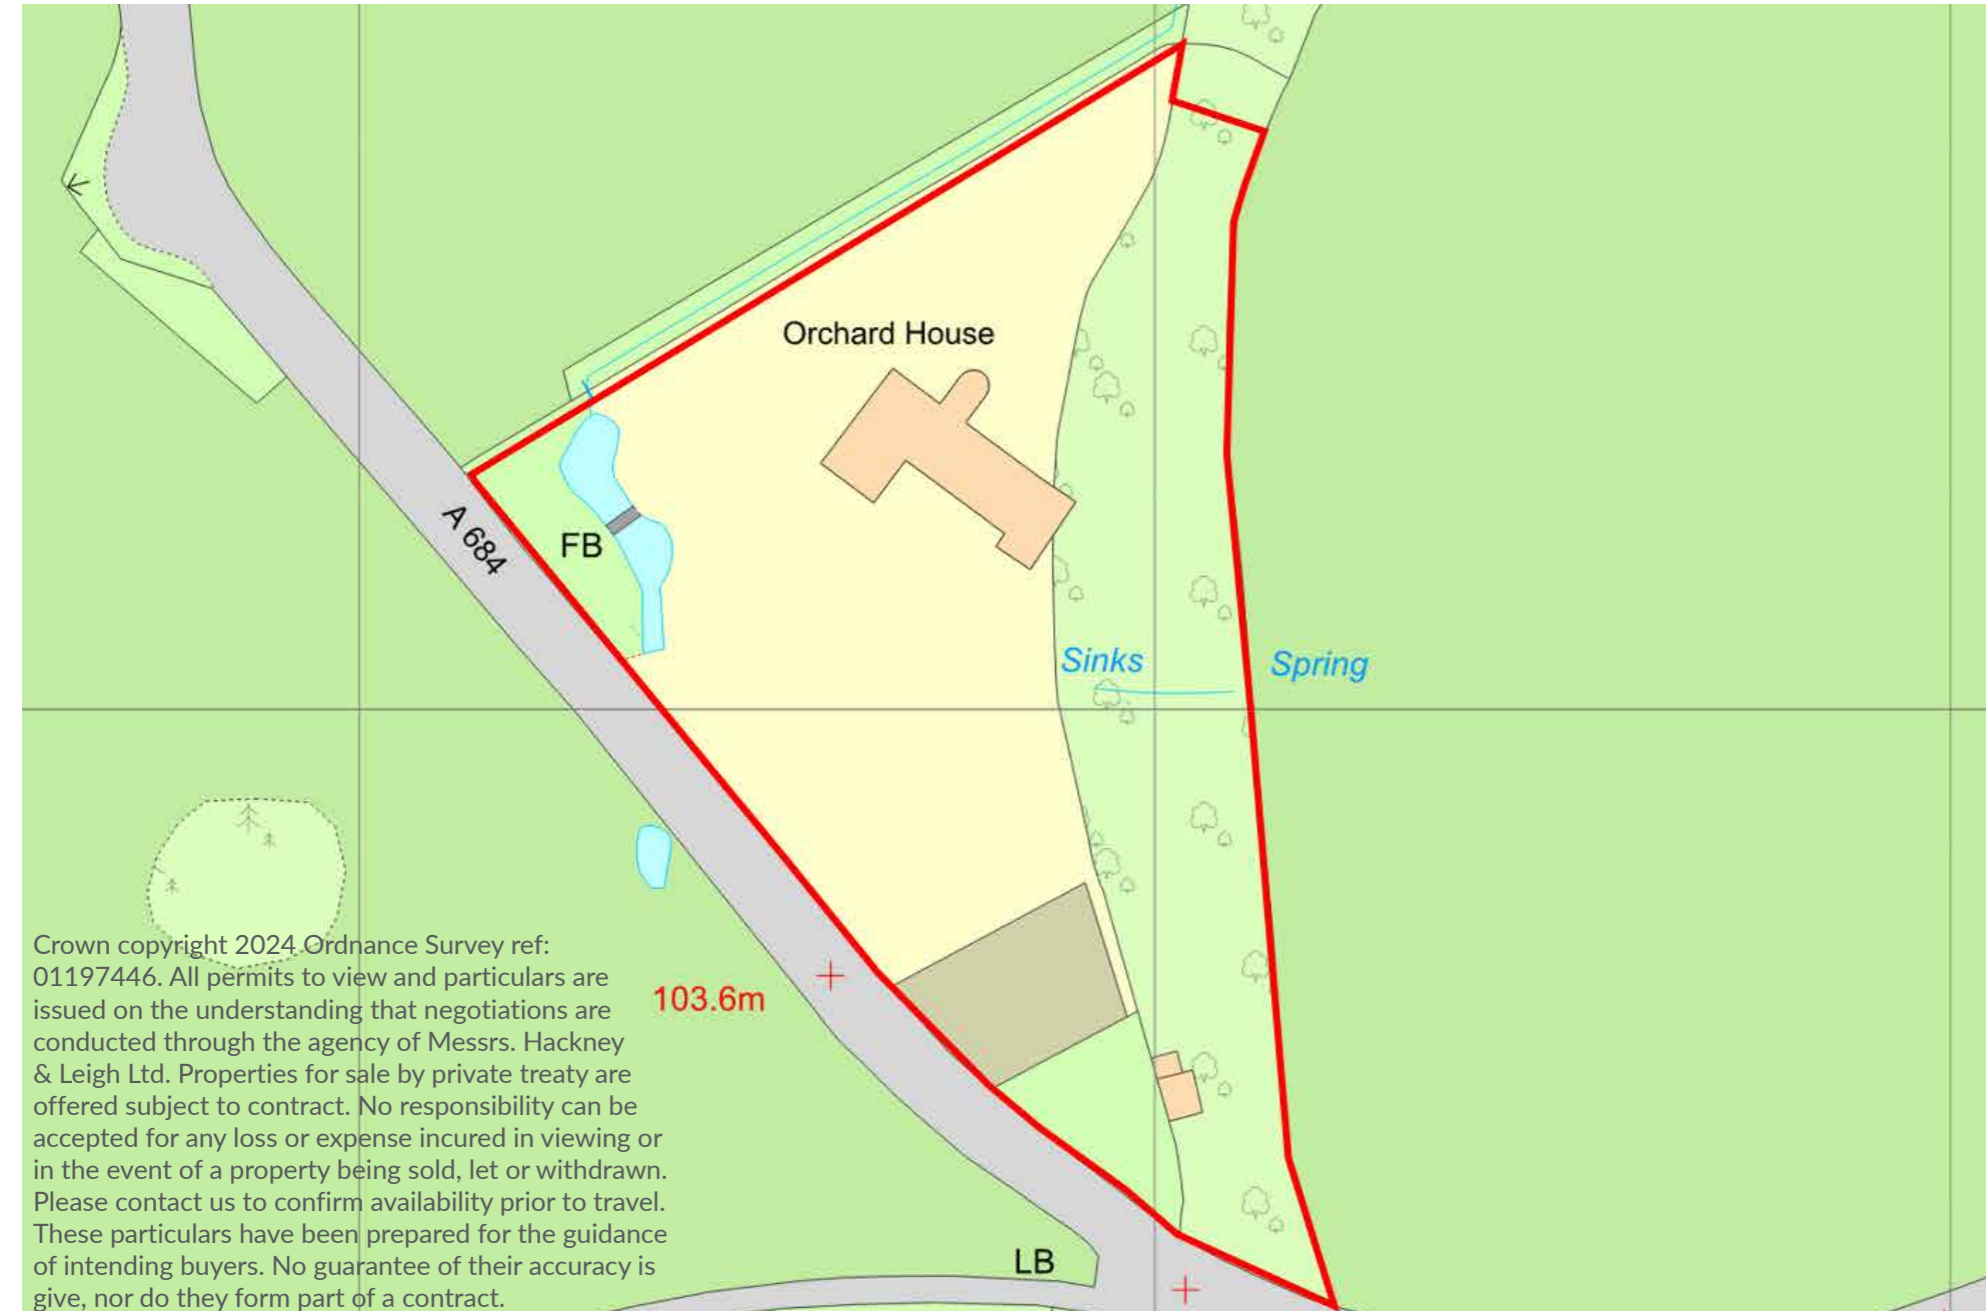 Orchard House
A 684
FB
Sinks
Spring
103.6m
LB
Crown copyright 2024 Ordnance Survey ref:
01197446. All permits to view and particulars are
issued on the understanding that negotiations are
conducted through the agency of Messrs. Hackney
& Leigh Ltd. Properties for sale by private treaty are
offered subject to contract. No responsibility can be
accepted for any loss or expense incured in viewing or
in the event of a property being sold, let or withdrawn.
Please contact us to confirm availability prior to travel.
These particulars have been prepared for the guidance
of intending buyers. No guarantee of their accuracy is
give, nor do they form part of a contract.